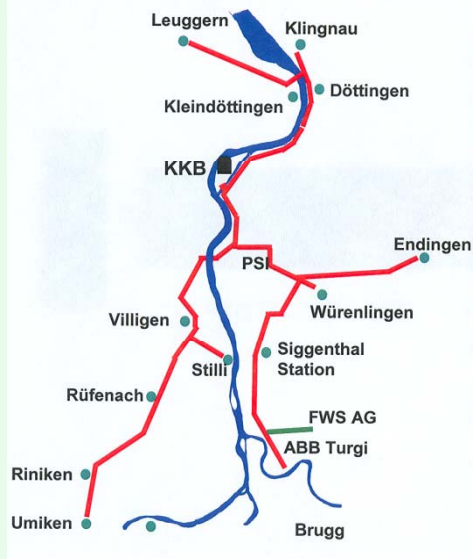 Leuggern
Klingnau
Kleindöttingen
Döttingen
KKB
Endingen
PSI
Würenlingen
Villigen
Stilli
Siggenthal
Station
Rüfenach
FWS AG
ABB Turgi
Riniken
Umiken
Brugg